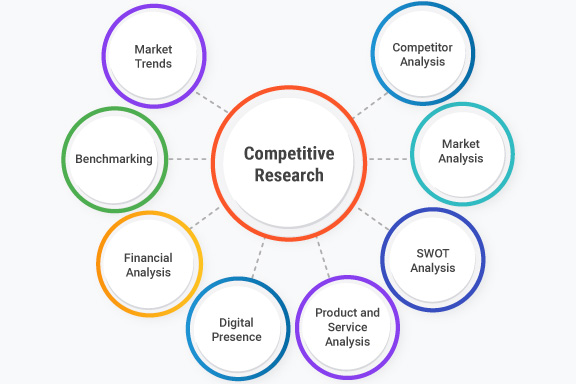 Market
Trends
Competitor
Analysis
Benchmarking
Competitive
Research
Market
Analysis
Financial
Analysis
SWOT
Analysis
Digital
Presence
Product and
Service
Analysis